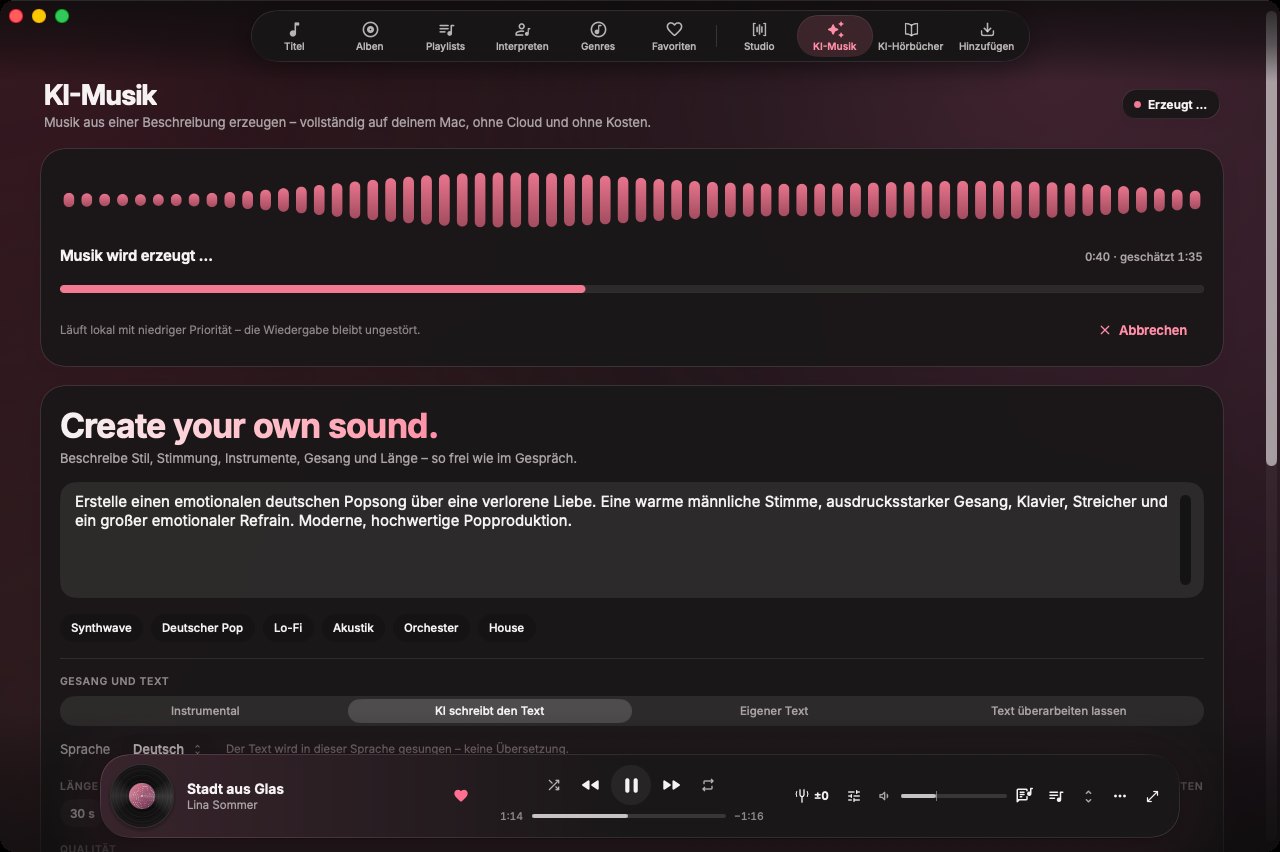 Titel
Alben
Playlists
Interpreten
Genres
Favoriten
Studio
KI-Musik
KI-Hörbücher
Hinzufügen
KI-Musik
Musik aus einer Beschreibung erzeugen – vollständig auf deinem Mac, ohne Cloud und ohne Kosten.
Erzeugt ...
Musik wird erzeugt ...
0:40 · geschätzt 1:35
Läuft lokal mit niedriger Priorität – die Wiedergabe bleibt ungestört.
Abbrechen
Create your own sound.
Beschreibe Stil, Stimmung, Instrumente, Gesang und Länge – so frei wie im Gespräch.
Erstelle einen emotionalen deutschen Popsong über eine verlorene Liebe. Eine warme männliche Stimme, ausdrucksstarker Gesang, Klavier, Streicher und
ein großer emotionaler Refrain. Moderne, hochwertige Popproduktion.
Synthwave
Deutscher Pop
Lo-Fi
Akustik
Orchester
House
GESANG UND TEXT
Instrumental
KI schreibt den Text
Eigener Text
Text überarbeiten lassen
Sprache
Deutsch
Der Text wird in dieser Sprache gesungen – keine Übersetzung.
LÄNGE
TEN
30 s
Stadt aus Glas
Lina Sommer
1:14
−1:16
±0
QUALITÄT